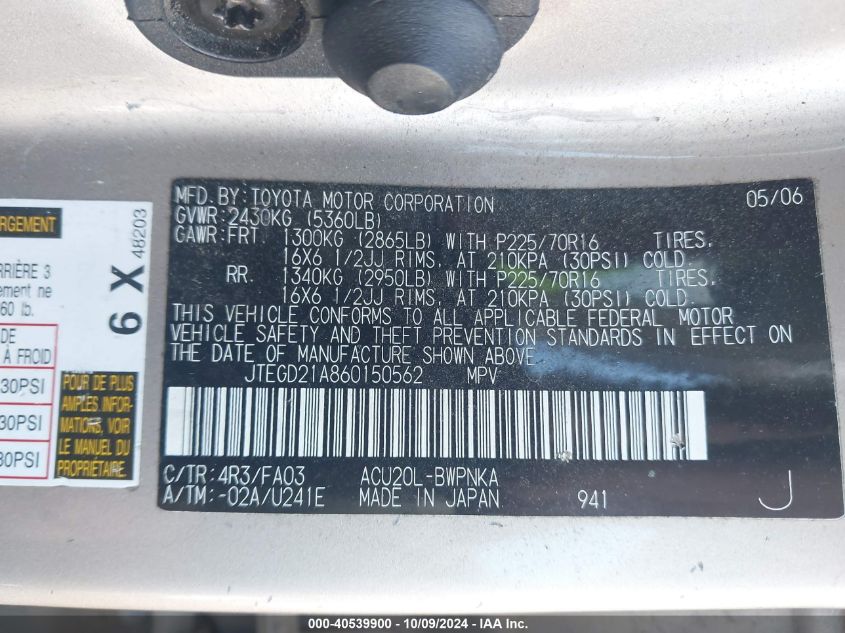 RGEMENT
RRIÈRE 3
ement ne
60 lb.
DE
À FROID
30PSI
30PSI
30PSI
6 X
48203
POUR DE PLUS
AMPLES INFOR-
MATIONS, VOIR
LE MANUEL DU
PROPRIÉTAIRE.
MFD. BY: TOYOTA MOTOR CORPORATION 05/06
GVWR: 2430KG (5360LB)
GAWR: FRT. 1300KG (2865LB) WITH P225/70R16 TIRES,
16X6 1/2JJ RIMS, AT 210KPA (30PSI) COLD.
RR. 1340KG (2950LB) WITH P225/70R16 TIRES,
16X6 1/2JJ RIMS, AT 210KPA (30PSI) COLD.
THIS VEHICLE CONFORMS TO ALL APPLICABLE FEDERAL MOTOR
VEHICLE SAFETY AND THEFT PREVENTION STANDARDS IN EFFECT ON
THE DATE OF MANUFACTURE SHOWN ABOVE.
JTEGD21A860150562 MPV
C/TR: 4R3/FA03 ACU20L-BWPNKA
A/TM: -02A/U241E MADE IN JAPAN 941 J
000-40539900 - 10/09/2024 - IAA Inc.